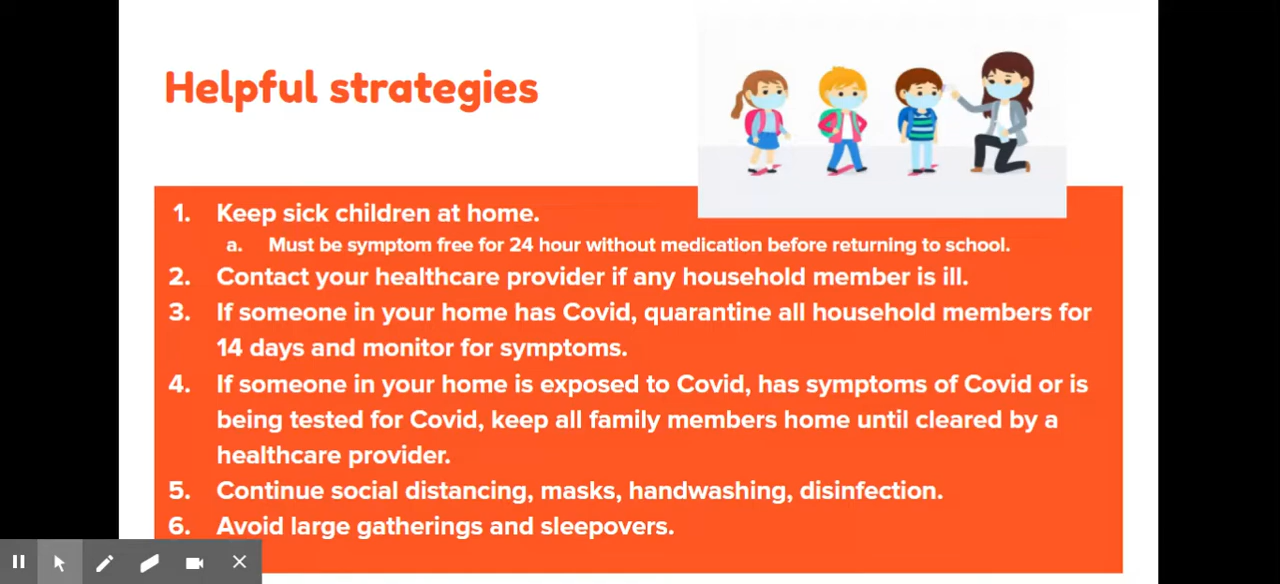 Helpful strategies
1. Keep sick children at home.
a. Must be symptom free for 24 hour without medication before returning to school.
2. Contact your healthcare provider if any household member is ill.
3. If someone in your home has Covid, quarantine all household members for
14 days and monitor for symptoms.
4. If someone in your home is exposed to Covid, has symptoms of Covid or is
being tested for Covid, keep all family members home until cleared by a
healthcare provider.
5. Continue social distancing, masks, handwashing, disinfection.
6. Avoid large gatherings and sleepovers.